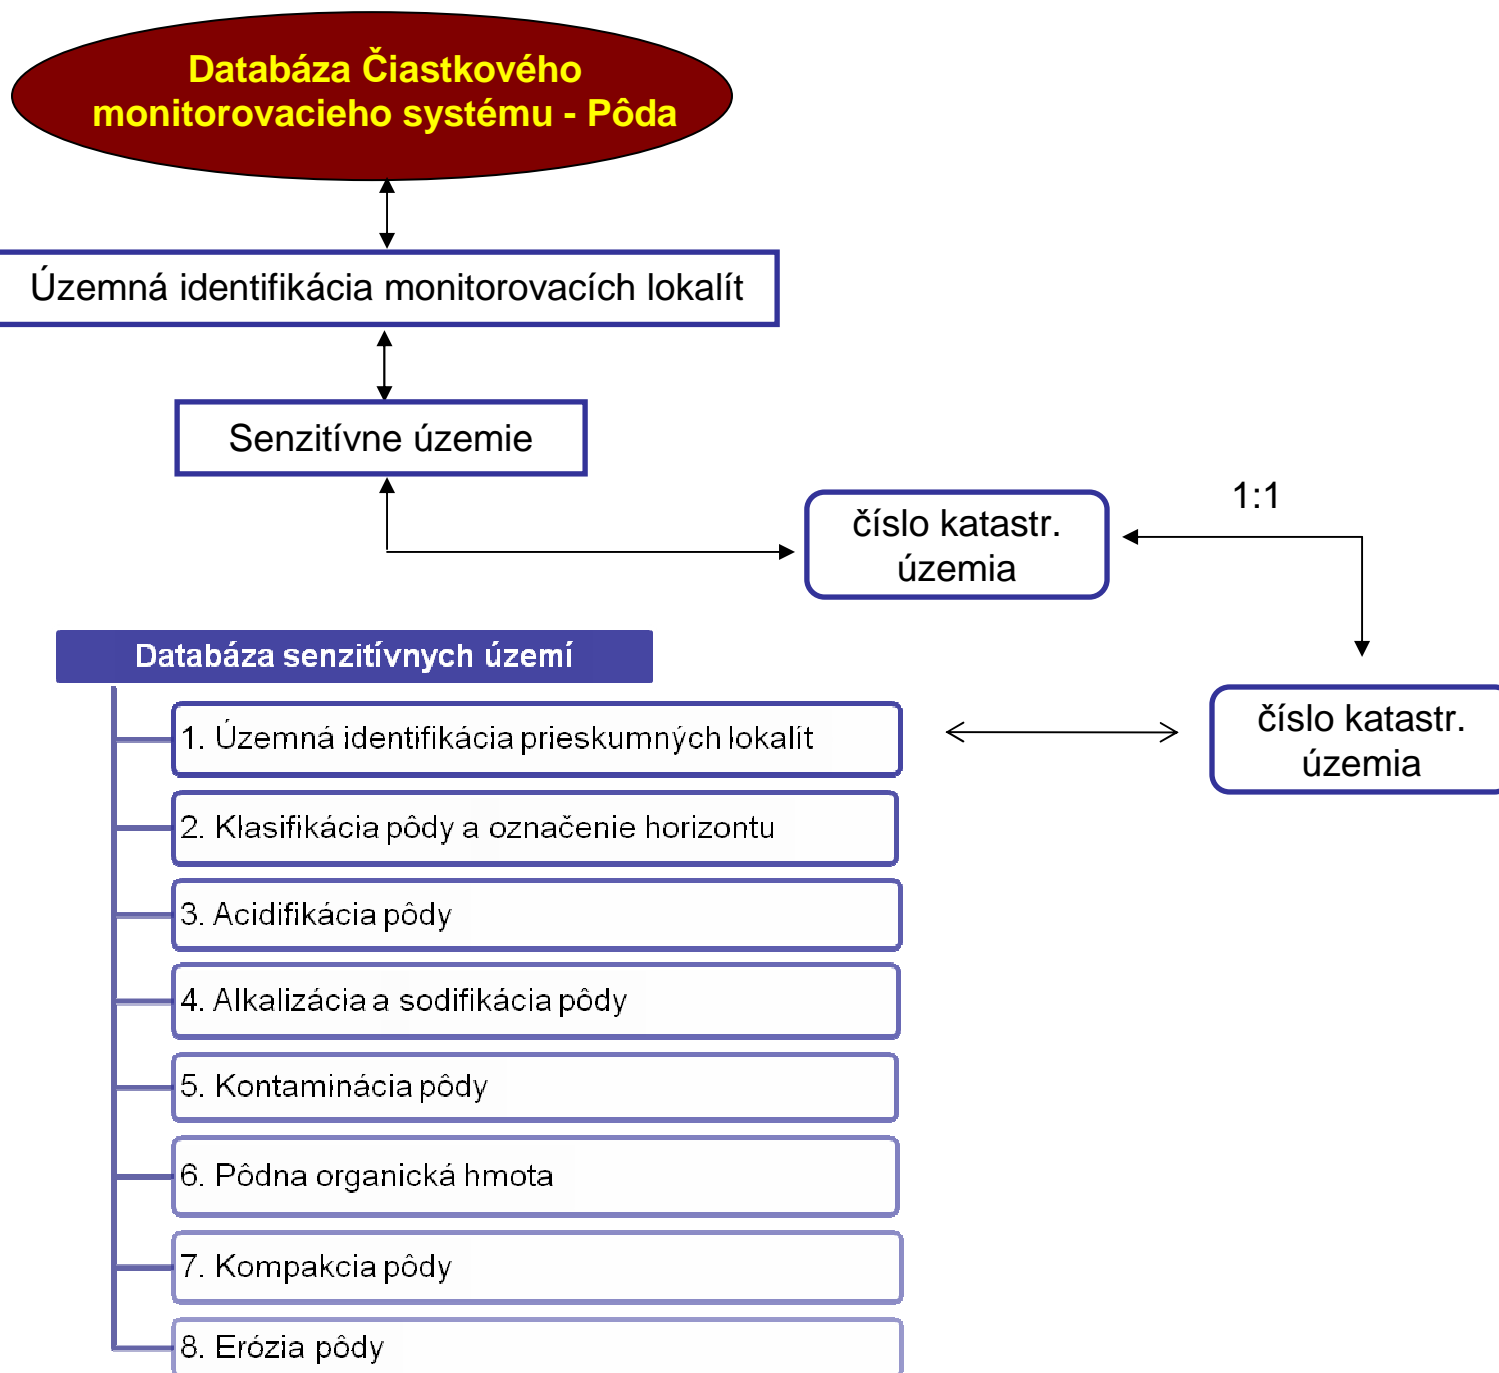 Databáza Čiastkového
monitorovacieho systému - Pôda
Územná identifikácia monitorovacích lokalít
Senzitívne územie
číslo katastr.
územia
1:1
Databáza senzitívnych území
1. Územná identifikácia prieskumných lokalít
číslo katastr.
územia
2. Klasifikácia pôdy a označenie horizontu
3. Acidifikácia pôdy
4. Alkalizácia a sodifikácia pôdy
5. Kontaminácia pôdy
6. Pôdna organická hmota
7. Kompakcia pôdy
8. Erózia pôdy